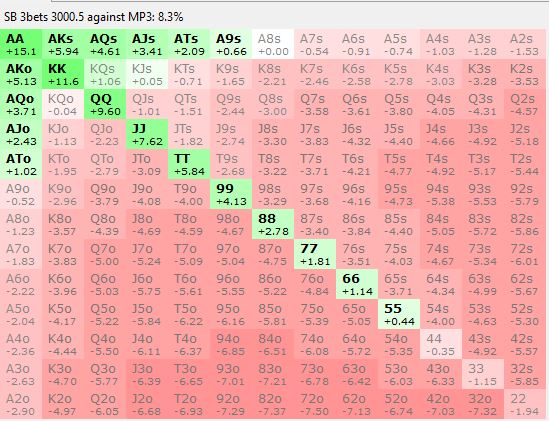 SB 3bets 3000.5 against MP3: 8.3%
AA AKs AQs AJs ATs A9s A8s A7s A6s A5s A4s A3s A2s
+15.1 +5.94 +4.61 +3.41 +2.09 +0.66 +0.00 -0.54 -0.91 -0.74 -1.03 -1.28 -1.53
AKo KK KQs KJs KTs K9s K8s K7s K6s K5s K4s K3s K2s
+5.13 +11.6 +1.06 +0.05 -0.71 -1.65 -2.21 -2.46 -2.58 -2.78 -3.03 -3.28 -3.53
AQo KQo QQ QJs QTs Q9s Q8s Q7s Q6s Q5s Q4s Q3s Q2s
+3.71 -0.04 +9.60 -1.01 -1.51 -2.44 -3.00 -3.58 -3.61 -3.80 -4.05 -4.31 -4.57
AJo KJo QJo JJ JTs J9s J8s J7s J6s J5s J4s J3s J2s
+2.43 -1.13 -2.23 +7.62 -1.82 -2.74 -3.30 -3.83 -4.32 -4.40 -4.66 -4.92 -5.18
ATo KTo QTo JTo TT T9s T8s T7s T6s T5s T4s T3s T2s
+1.02 -1.95 -2.79 -3.09 +5.84 -2.68 -3.22 -3.71 -4.21 -4.77 -4.92 -5.17 -5.44
A9o K9o Q9o J9o T9o 99 98s 97s 96s 95s 94s 93s 92s
-0.52 -2.96 -3.79 -4.08 -4.00 +4.13 -3.29 -3.68 -4.16 -4.73 -5.38 -5.53 -5.79
A8o K8o Q8o J8o T8o 98o 88 87s 86s 85s 84s 83s 82s
-1.23 -3.57 -4.39 -4.69 -4.59 -4.67 +2.78 -3.40 -3.84 -4.40 -5.05 -5.72 -5.86
A7o K7o Q7o J7o T7o 97o 87o 77 76s 75s 74s 73s 72s
-1.83 -3.83 -5.00 -5.24 -5.09 -5.04 -4.75 +1.81 -3.51 -4.03 -4.67 -5.34 -6.01
A6o K6o Q6o J6o T6o 96o 86o 76o 66 65s 64s 63s 62s
-2.22 -3.96 -5.03 -5.75 -5.61 -5.55 -5.22 -4.84 +1.14 -3.71 -4.34 -4.99 -5.67
A5o K5o Q5o J5o T5o 95o 85o 75o 65o 55 54s 53s 52s
-2.04 -4.17 -5.22 -5.84 -6.22 -6.16 -5.81 -5.39 -5.05 +0.44 -4.00 -4.63 -5.30
A4o K4o Q4o J4o T4o 94o 84o 74o 64o 54o 44 43s 42s
-2.36 -4.44 -5.50 -6.11 -6.37 -6.85 -6.51 -6.08 -5.72 -5.35 -0.35 -4.92 -5.57
A3o K3o Q3o J3o T3o 93o 83o 73o 63o 53o 43o 33 32s
-2.63 -4.70 -5.77 -6.39 -6.65 -7.01 -7.21 -6.78 -6.42 -6.03 -6.33 -1.15 -5.85
A2o K2o Q2o J2o T2o 92o 82o 72o 62o 52o 42o 32o 22
-2.90 -4.97 -6.05 -6.68 -6.93 -7.29 -7.37 -7.50 -7.13 -6.74 -7.03 -7.32 -1.94